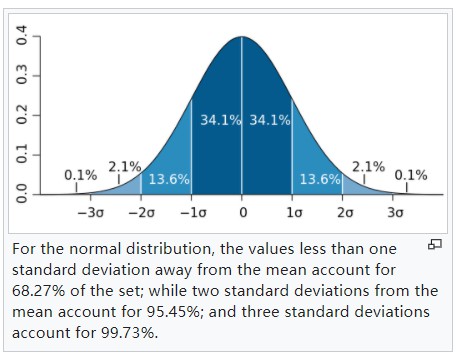 0.4
0.3
0.2
0.1
0.0
34.1% 34.1%
0.1% 2.1% 13.6% 13.6% 2.1% 0.1%
−3σ −2σ −1σ 0 1σ 2σ 3σ
For the normal distribution, the values less than one
standard deviation away from the mean account for
68.27% of the set; while two standard deviations from the
mean account for 95.45%; and three standard deviations
account for 99.73%.